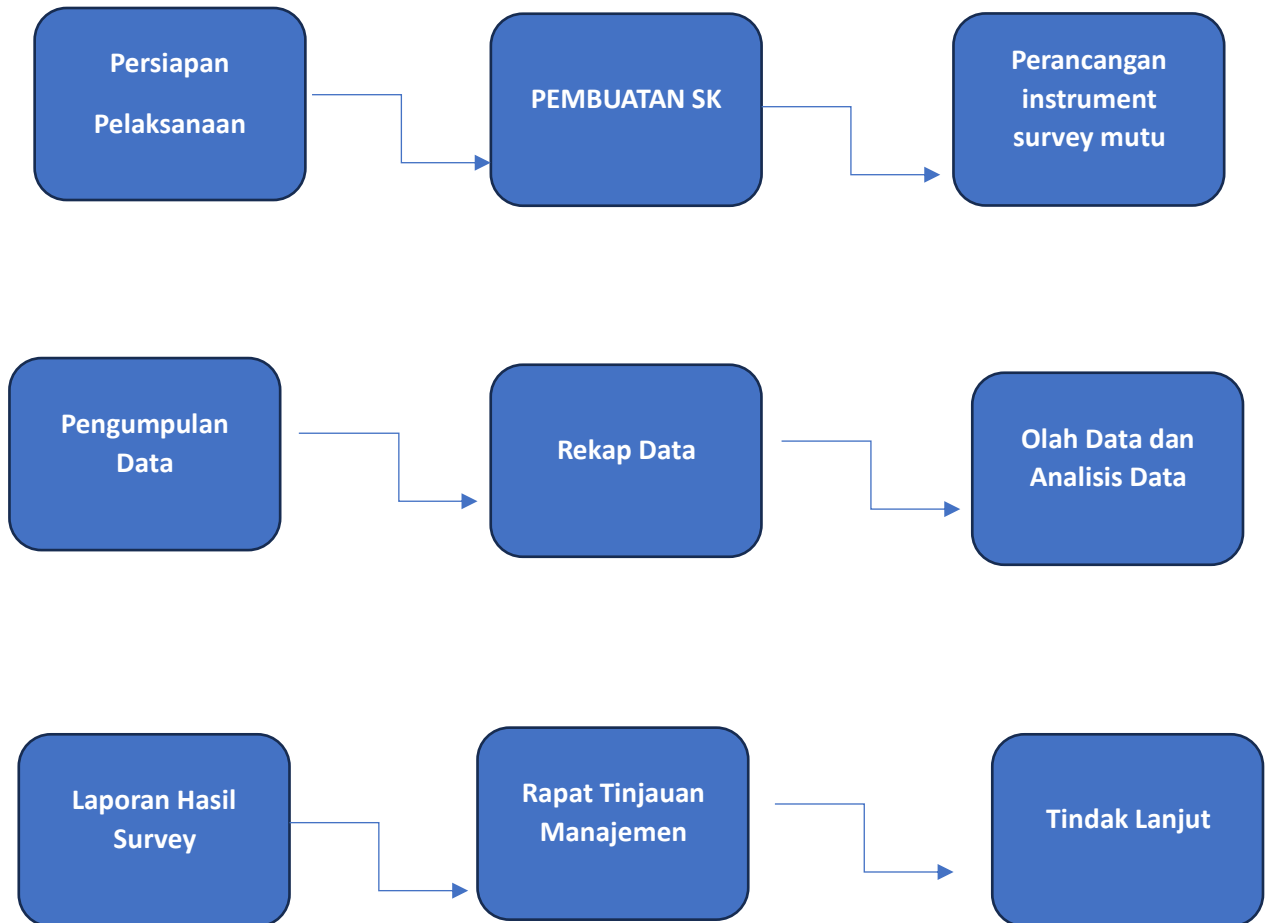 Persiapan
Pelaksanaan
PEMBUATAN SK
Perancangan
instrument
survey mutu
Pengumpulan
Data
Rekap Data
Olah Data dan
Analisis Data
Laporan Hasil
Survey
Rapat Tinjauan
Manajemen
Tindak Lanjut